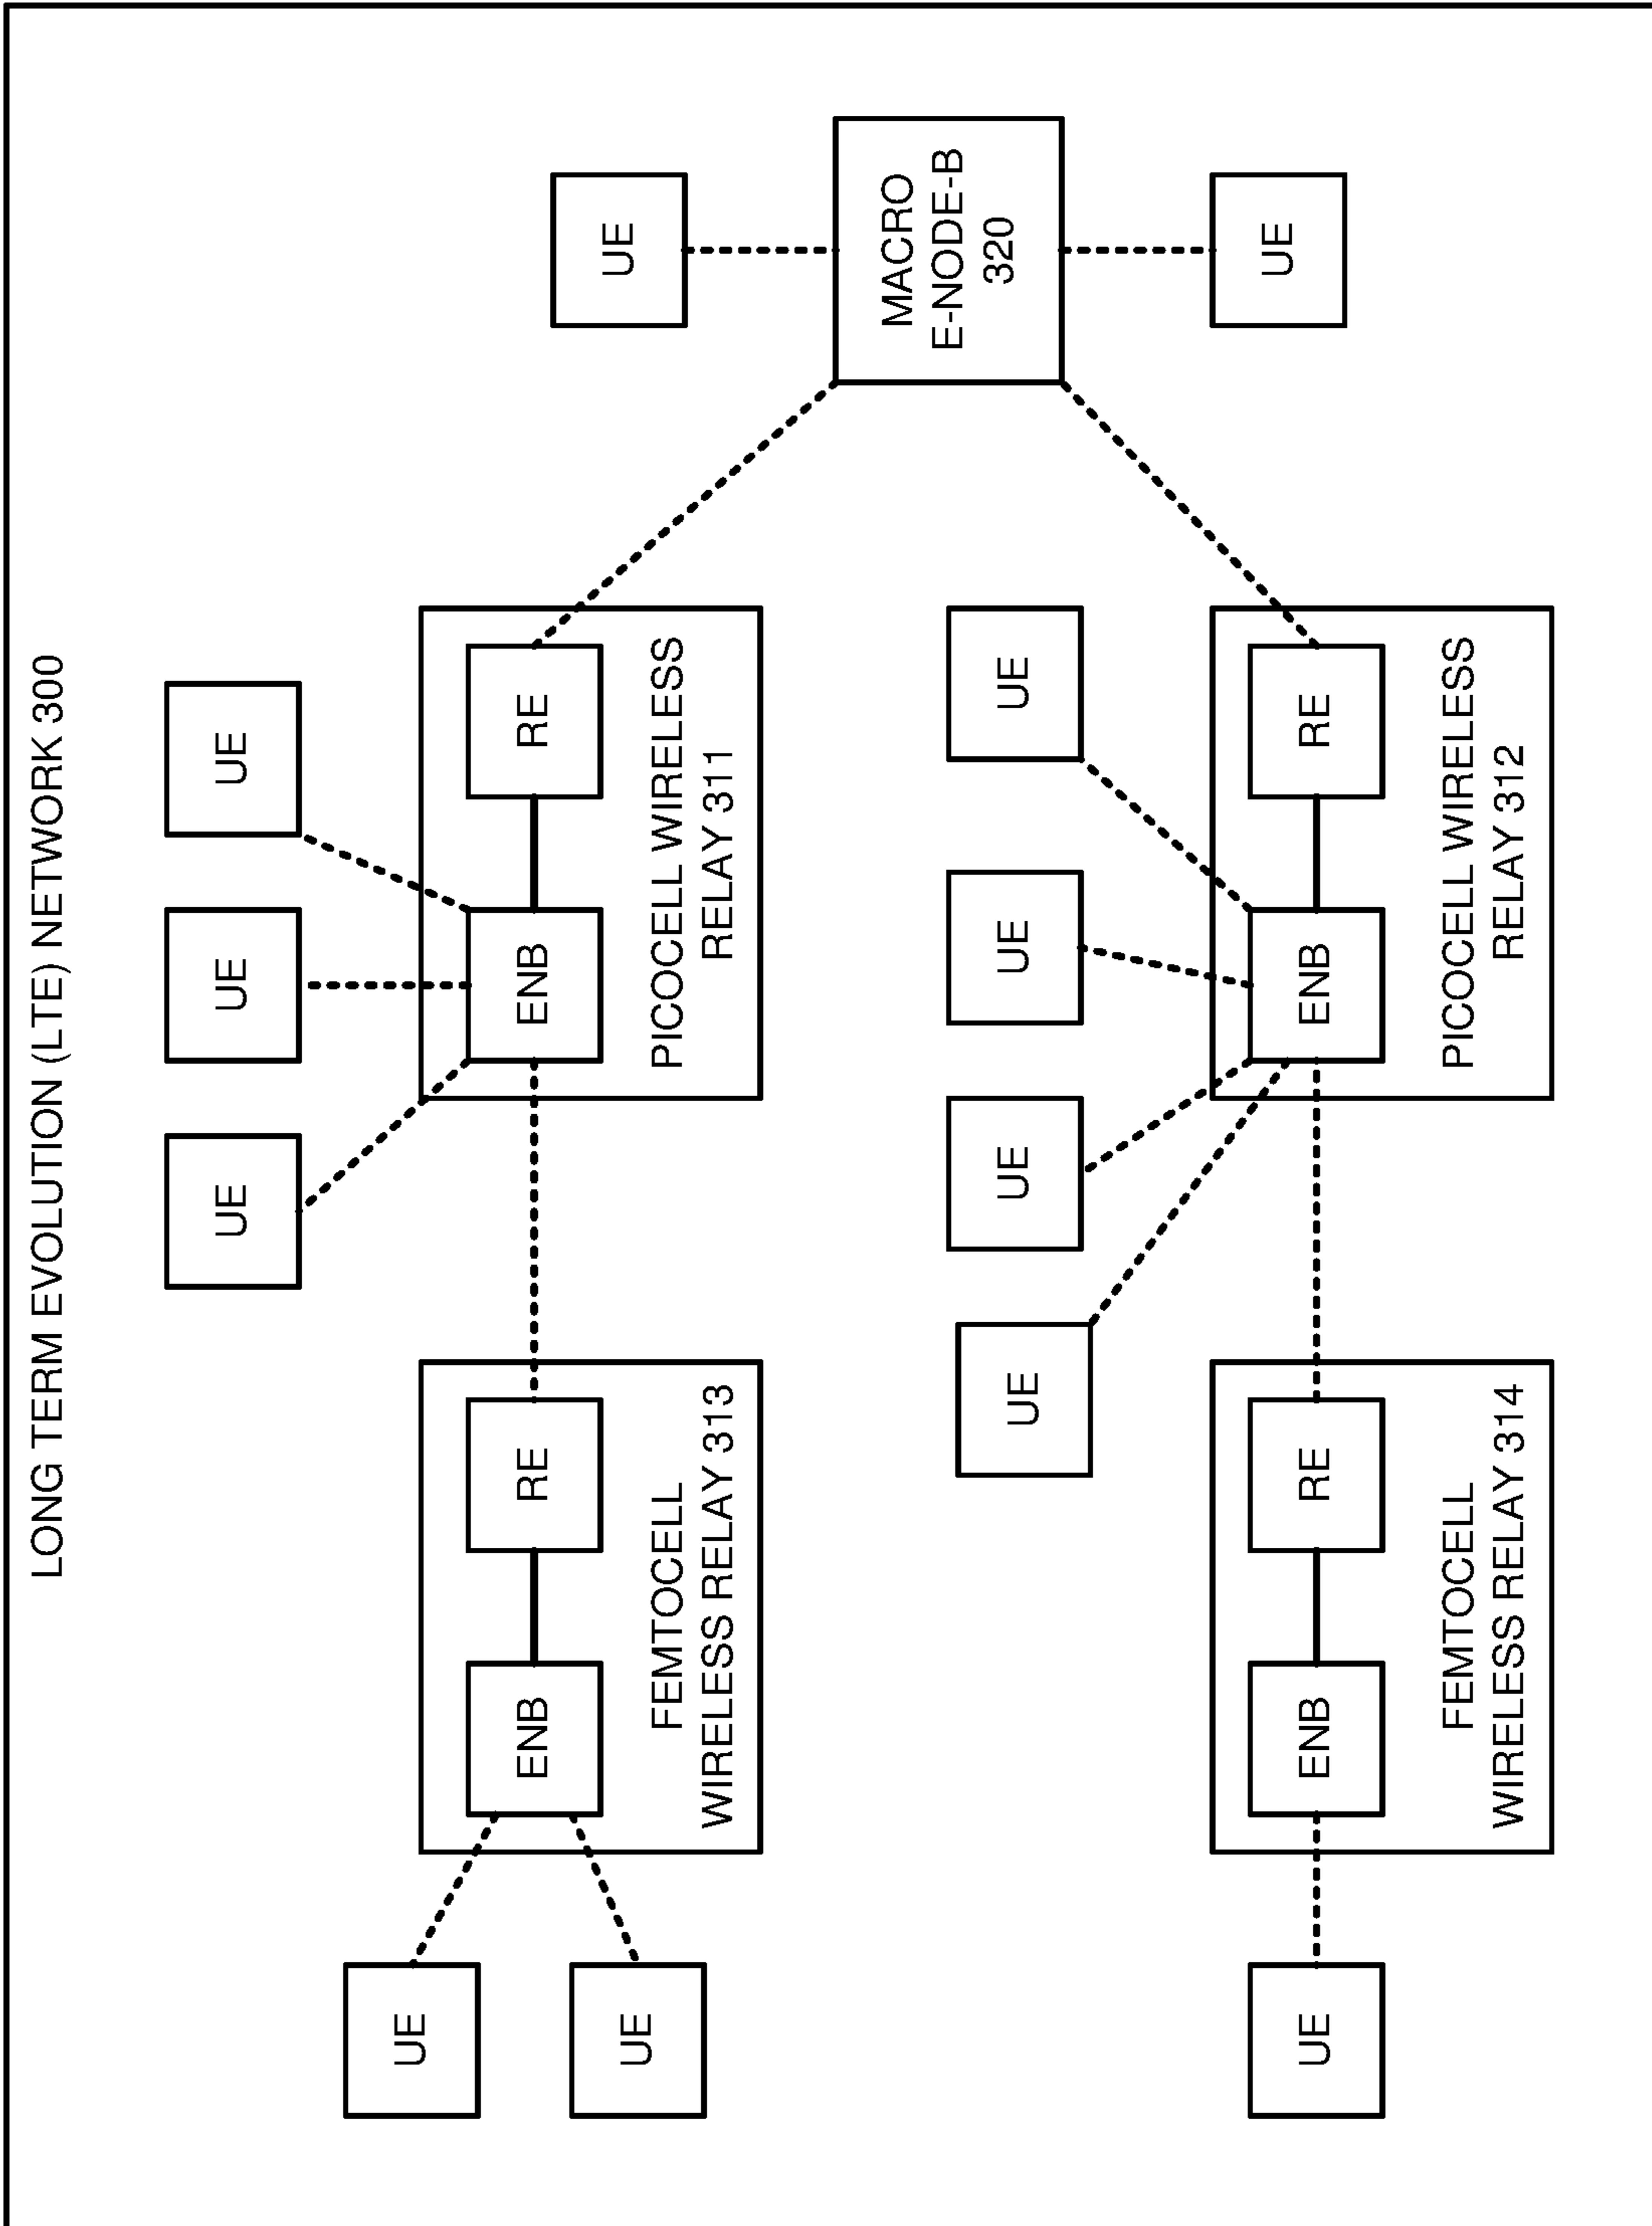 LONG TERM EVOLUTION (LTE) NETWORK 300
UE
UE
UE
UE
UE
ENB
RE
FEMTOCELL
WIRELESS RELAY 313
ENB
RE
PICOCELL WIRELESS
RELAY 311
UE
MACRO
E-NODE-B
320
UE
UE
UE
UE
UE
UE
ENB
RE
FEMTOCELL
WIRELESS RELAY 314
ENB
RE
PICOCELL WIRELESS
RELAY 312